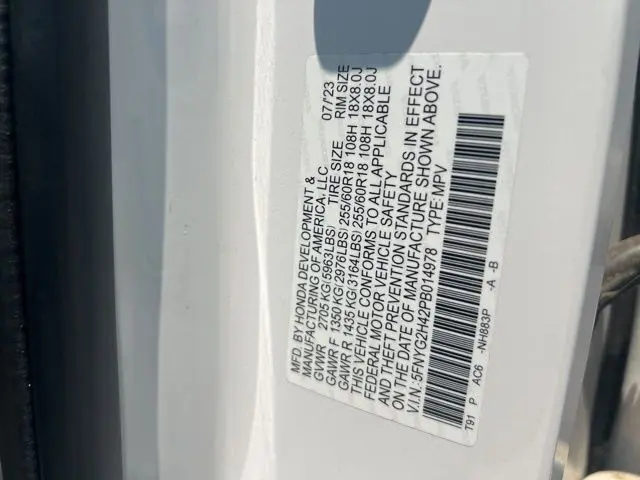 MFD. BY HONDA DEVELOPMENT &
MANUFACTURING OF AMERICA, LLC. 07/'23
GVWR 2705 KG(5963LBS) TIRE SIZE RIM SIZE
GAWR F 1350 KG(2976LBS) 255/60R18 108H 18X8.0J
GAWR R 1435 KG(3164LBS) 255/60R18 108H 18X8.0J
THIS VEHICLE CONFORMS TO ALL APPLICABLE
FEDERAL MOTOR VEHICLE SAFETY
AND THEFT PREVENTION STANDARDS IN EFFECT
ON THE DATE OF MANUFACTURE SHOWN ABOVE.
V.I.N.:5FNYG2H42PB014978 TYPE:MPV
T91 P AC6 -NH883P -A -B